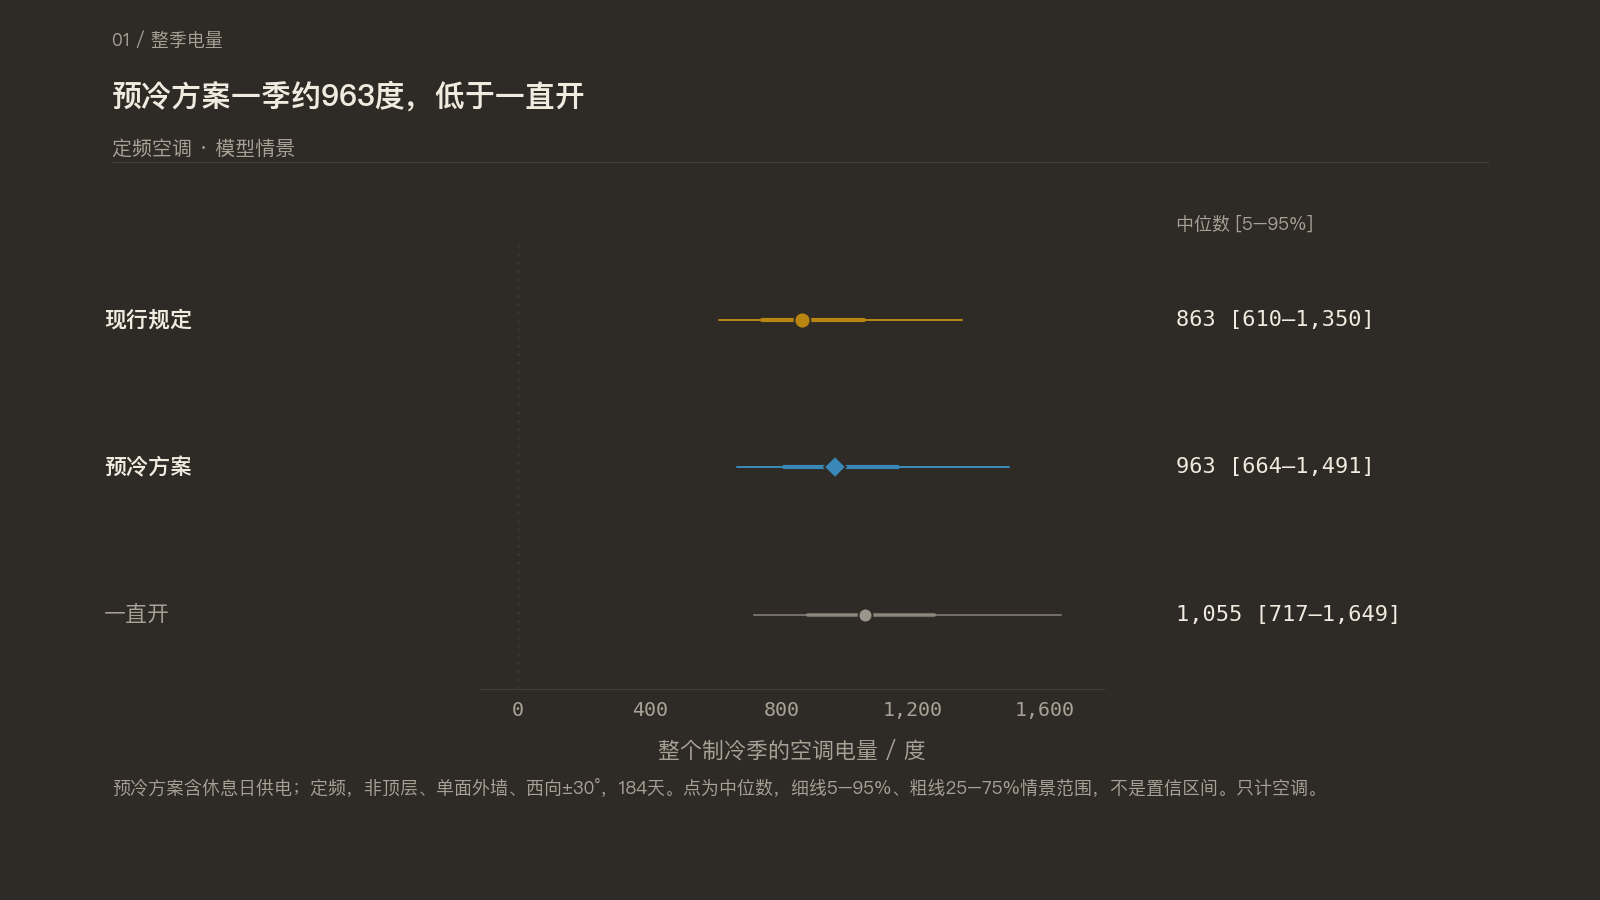 01 / 整季电量
预冷方案一季约963度，低于一直开
定频空调 · 模型情景
中位数 [5—95%]
现行规定
863 [610—1,350]
预冷方案
963 [664—1,491]
一直开
1,055 [717—1,649]
0 400 800 1,200 1,600
整个制冷季的空调电量 / 度
预冷方案含休息日供电；定频，非顶层、单面外墙、西向±30°，184天。点为中位数，细线5—95%、粗线25—75%情景范围，不是置信区间。只计空调。